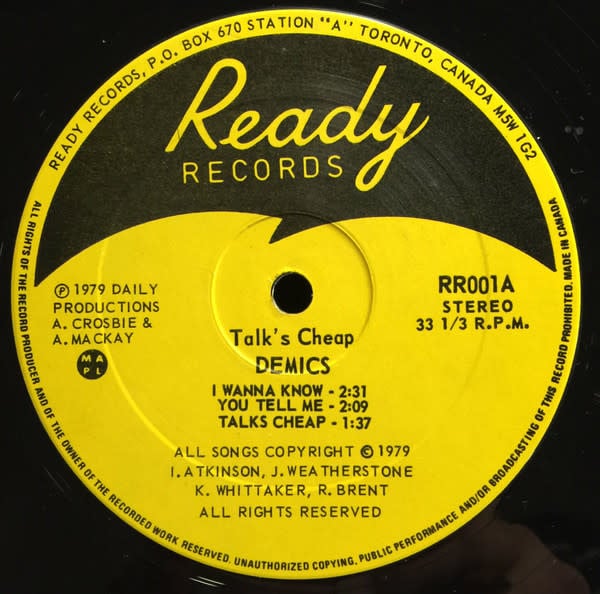 READY RECORDS, P.O. BOX 670 STATION "A" TORONTO, CANADA M5W 1G2
Ready
RECORDS
℗ 1979 DAILY
PRODUCTIONS
A. CROSBIE &
A. MACKAY
M A
P L
RR001A
STEREO
33 1/3 R.P.M.
Talk's Cheap
DEMICS
I WANNA KNOW - 2:31
YOU TELL ME - 2:09
TALKS CHEAP - 1:37
ALL SONGS COPYRIGHT © 1979
I. ATKINSON, J. WEATHERSTONE
K. WHITTAKER, R. BRENT
ALL RIGHTS RESERVED
ALL RIGHTS OF THE RECORD PRODUCER AND OF THE OWNER OF THE RECORDED WORK RESERVED. UNAUTHORIZED COPYING, PUBLIC PERFORMANCE AND/OR BROADCASTING OF THIS RECORD PROHIBITED. MADE IN CANADA